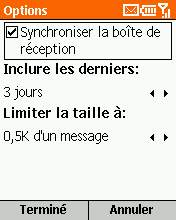 Options
Synchroniser la boîte de
réception
Inclure les derniers:
3 jours
Limiter la taille à:
0,5K d'un message
Terminé
Annuler